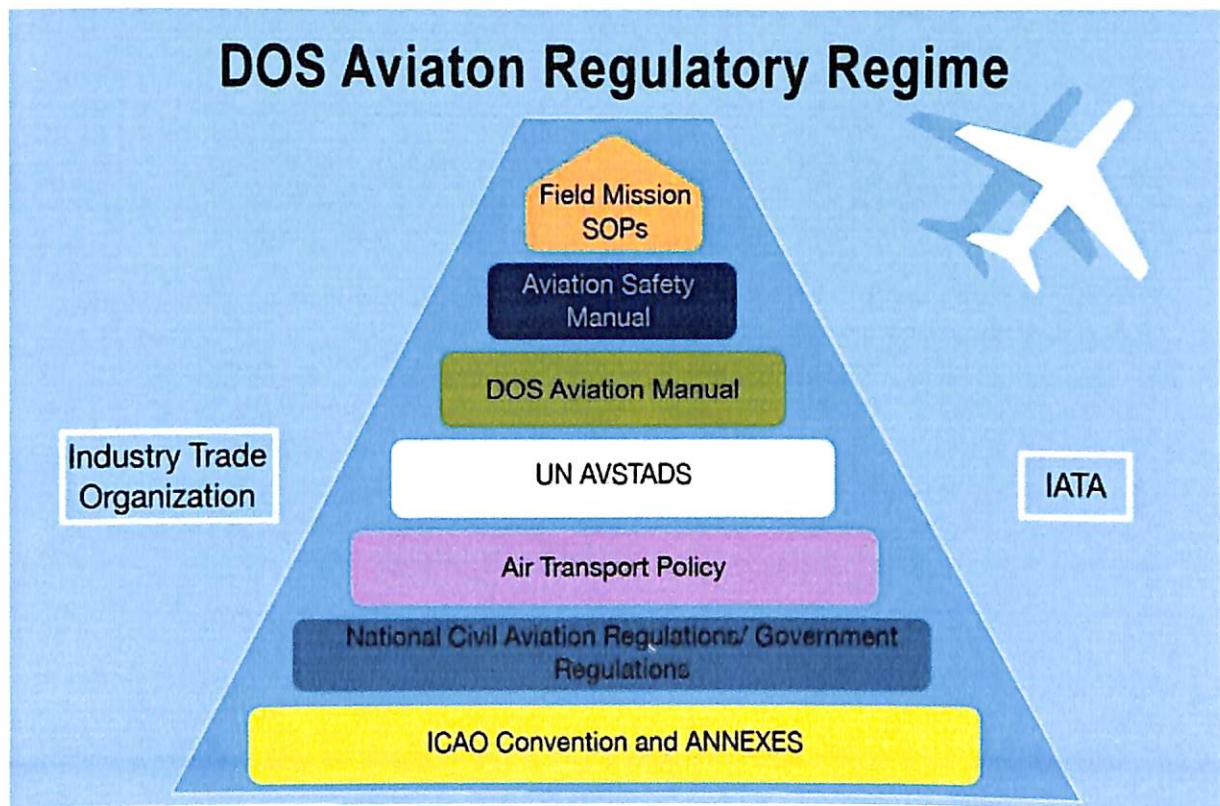 DOS Aviaton Regulatory Regime
Field Mission
SOPs
Aviation Safety
Manual
DOS Aviation Manual
Industry Trade
Organization
UN AVSTADS
IATA
Air Transport Policy
National Civil Aviation Regulations/ Government
Regulations
ICAO Convention and ANNEXES